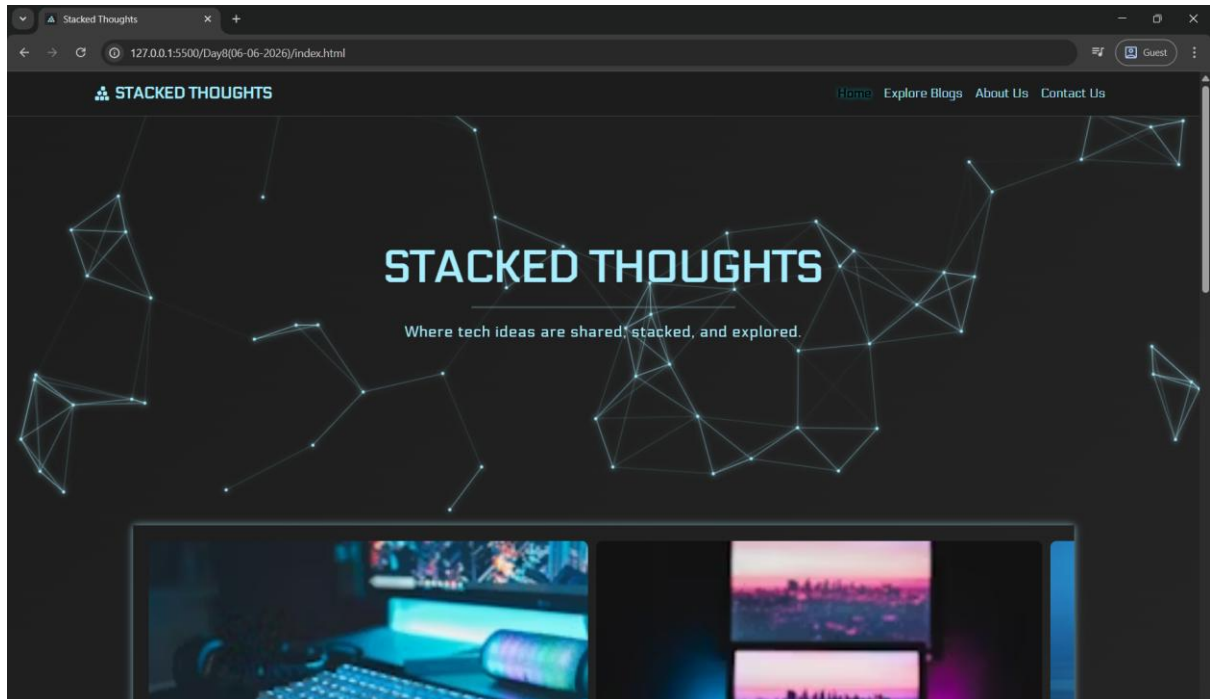 Stacked Thoughts
127.0.0.1:5500/Day8(06-06-2026)/index.html
Guest
STACKED THOUGHTS
Home Explore Blogs About Us Contact Us
STACKED THOUGHTS
Where tech ideas are shared, stacked, and explored.